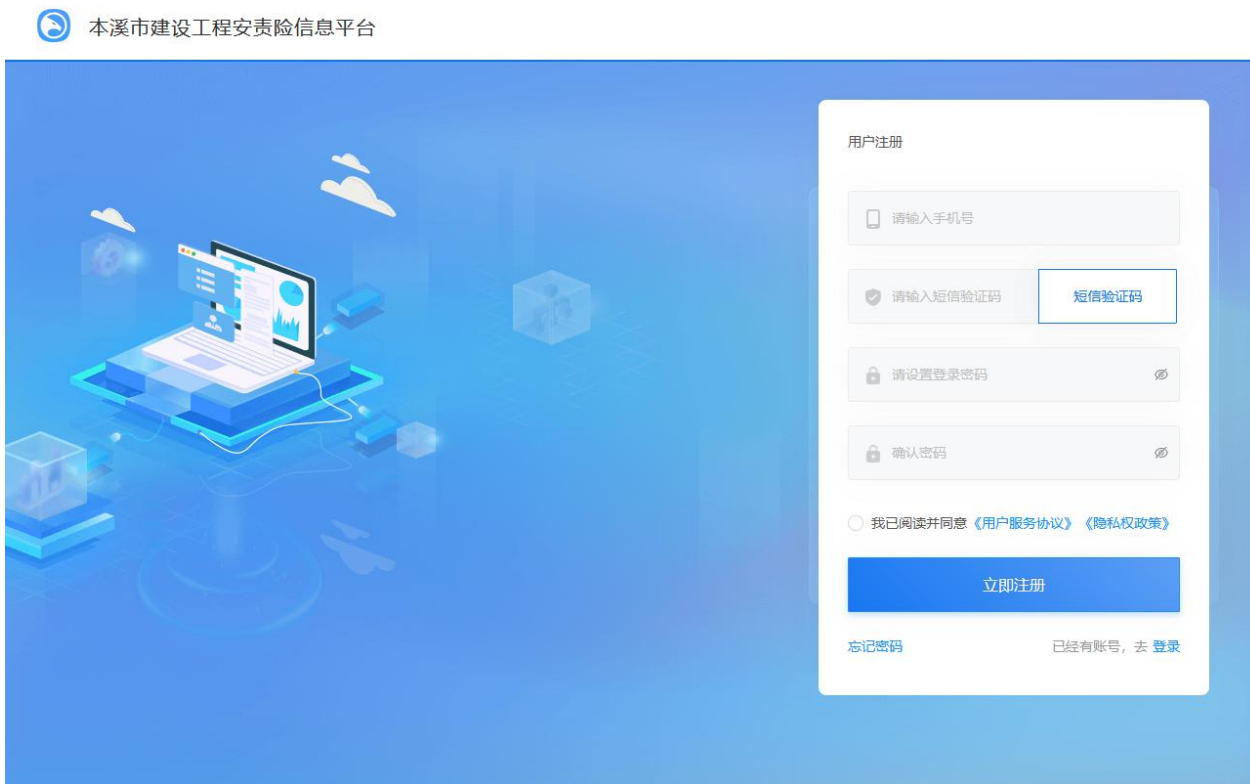 本溪市建设工程安责险信息平台
用户注册
请输入手机号
请输入短信验证码 短信验证码
请设置登录密码
确认密码
我已阅读并同意《用户服务协议》《隐私权政策》
立即注册
忘记密码 已经有账号，去 登录